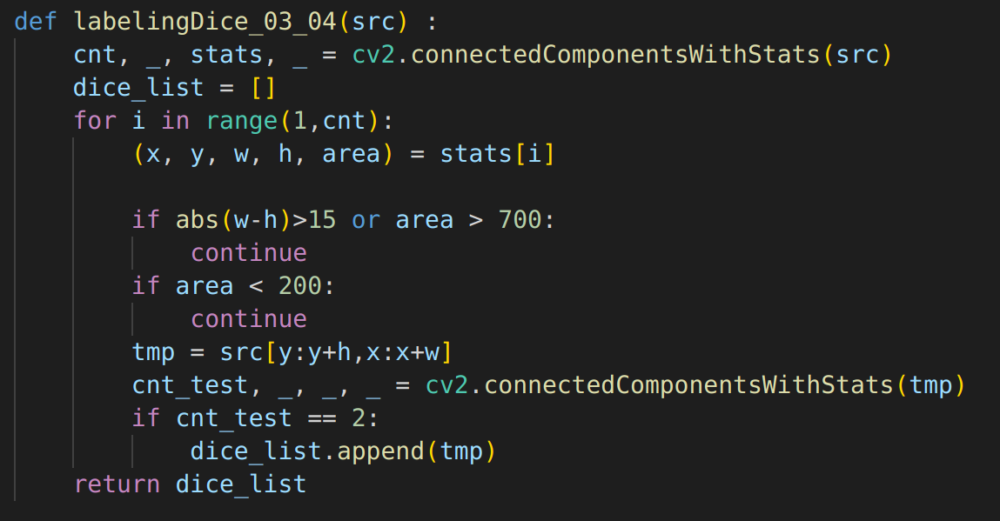 def labelingDice_03_04(src) :
    cnt, _, stats, _ = cv2.connectedComponentsWithStats(src)
    dice_list = []
    for i in range(1,cnt):
        (x, y, w, h, area) = stats[i]

        if abs(w-h)>15 or area > 700:
            continue
        if area < 200:
            continue
        tmp = src[y:y+h,x:x+w]
        cnt_test, _, _, _ = cv2.connectedComponentsWithStats(tmp)
        if cnt_test == 2:
            dice_list.append(tmp)
    return dice_list